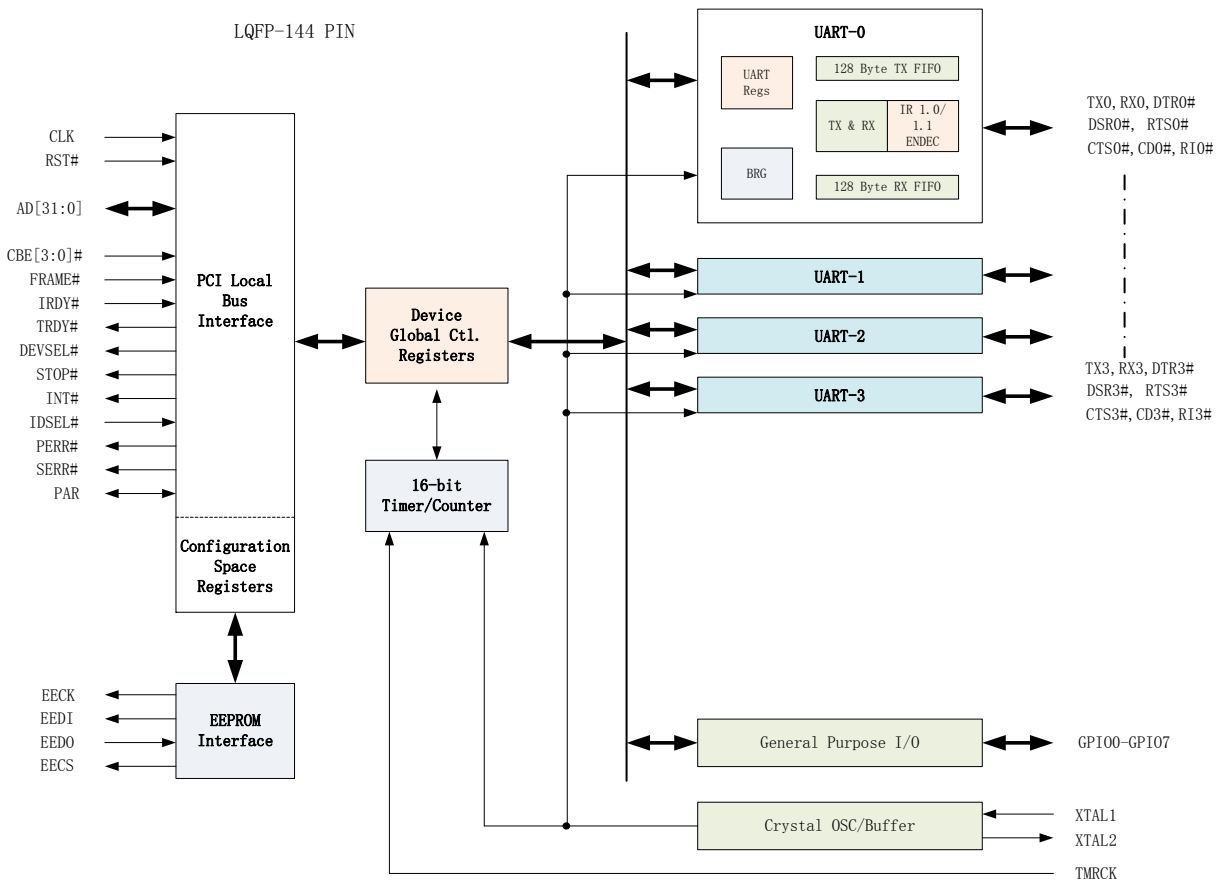 LQFP-144 PIN
CLK
RST#
AD[31:0]
CBE[3:0]#
FRAME#
IRDY#
TRDY#
DEVSEL#
STOP#
INT#
IDSEL#
PERR#
SERR#
PAR
PCI Local
Bus
Interface
Configuration
Space
Registers
EECK
EEDI
EEDO
EECS
EEPROM
Interface
Device
Global Ctl.
Registers
16-bit
Timer/Counter
UART-0
UART
Regs
128 Byte TX FIFO
TX & RX
IR 1.0/
1.1
ENDEC
BRG
128 Byte RX FIFO
TX0, RX0, DTR0#
DSR0#, RTS0#
CTS0#, CD0#, RI0#
UART-1
UART-2
UART-3
TX3, RX3, DTR3#
DSR3#, RTS3#
CTS3#, CD3#, RI3#
General Purpose I/O
GPIO0-GPIO7
Crystal OSC/Buffer
XTAL1
XTAL2
TMRCK